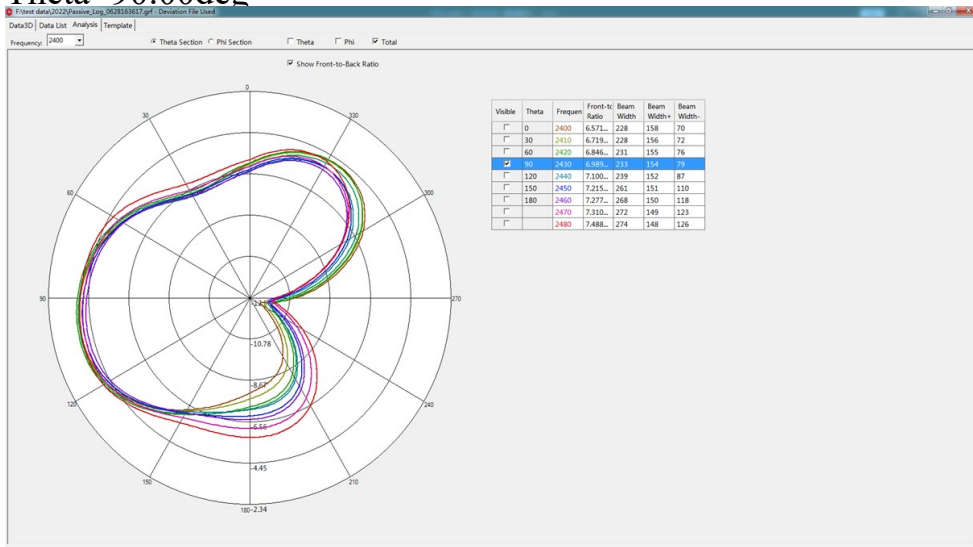 Theta=90.00deg
F:\test data\2022\Passive_Log_0628163617.grf - Deviation File Used
Data3D Data List Analysis Template
Frequency: 2400 Theta Section Phi Section Theta Phi Total
Show Front-to-Back Ratio
Visible Theta Frequen Front-tc Ratio Beam Width Beam Width+ Beam Width-
0 2400 6.571... 228 158 70
30 2410 6.719... 228 156 72
60 2420 6.846... 231 155 76
90 2430 6.989... 233 154 79
120 2440 7.100... 239 152 87
150 2450 7.215... 261 151 110
180 2460 7.277... 268 150 118
2470 7.310... 272 149 123
2480 7.488... 274 148 126
0
30 330
60 300
90 270
-10.78
-8.67
120 240
-6.56
-4.45
150 210
180 -2.34